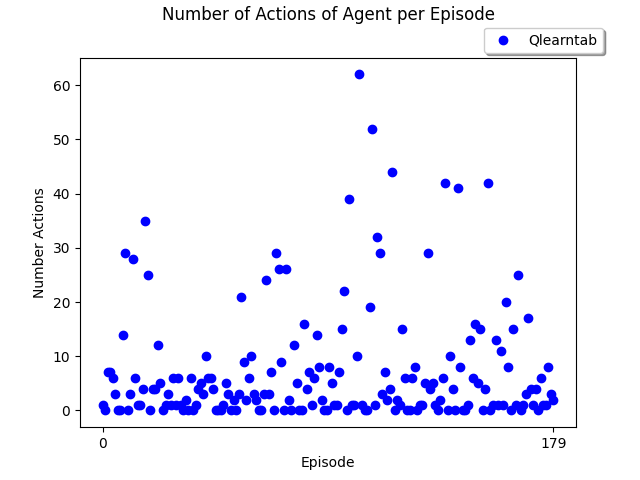 Number of Actions of Agent per Episode
Qlearntab
60
50
40
30
20
10
0
Number Actions
0 179
Episode